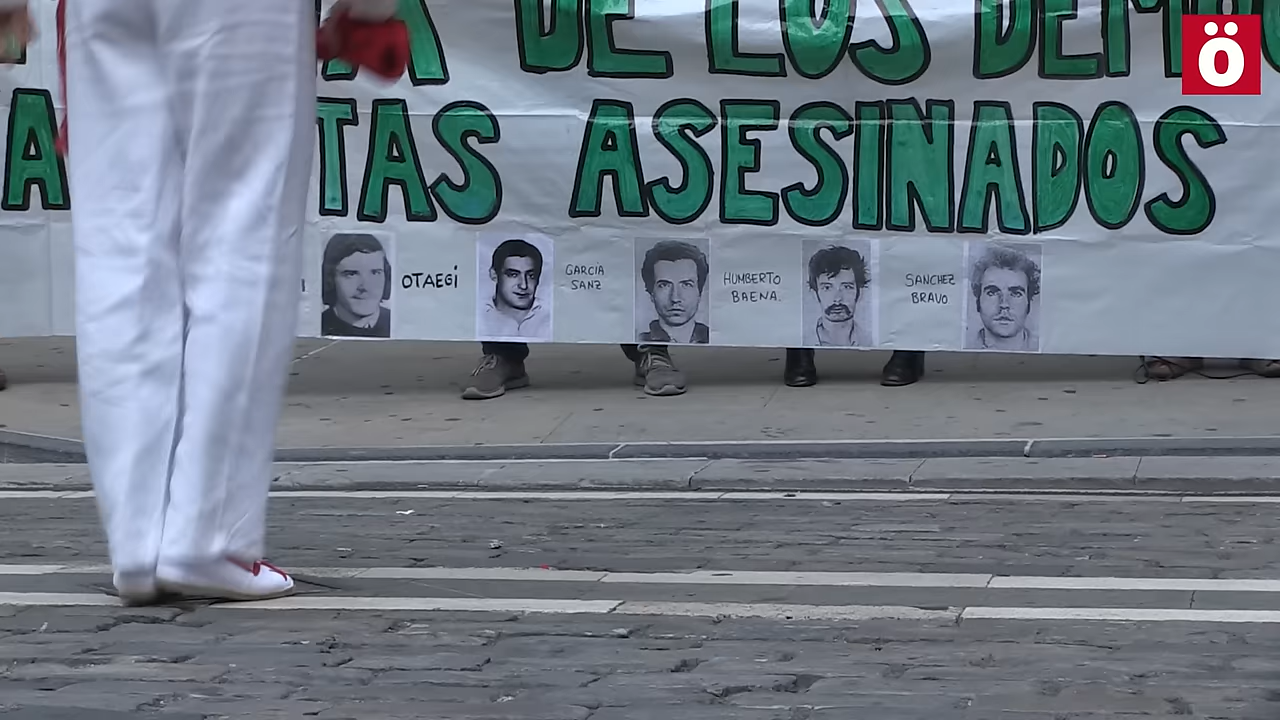 DE LOS
ASESINADOS
OTAEGI
GARCIA
SANZ
HUMBERTO
BAENA.
SANCHEZ
BRAVO
ö